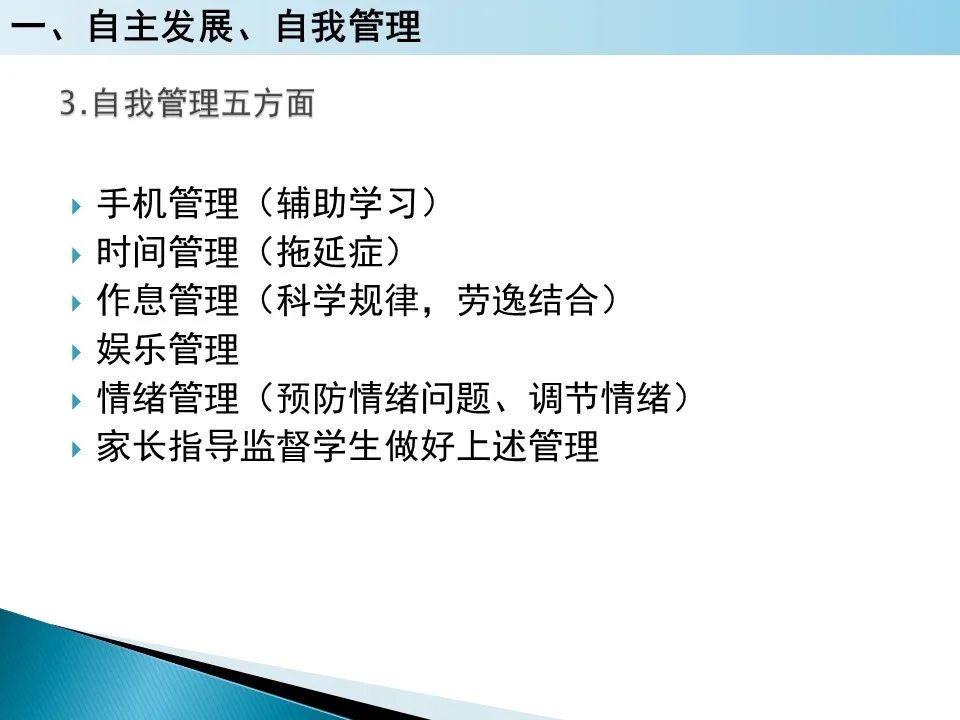 一、自主发展、自我管理
3.自我管理五方面
手机管理（辅助学习）
时间管理（拖延症）
作息管理（科学规律，劳逸结合）
娱乐管理
情绪管理（预防情绪问题、调节情绪）
家长指导监督学生做好上述管理